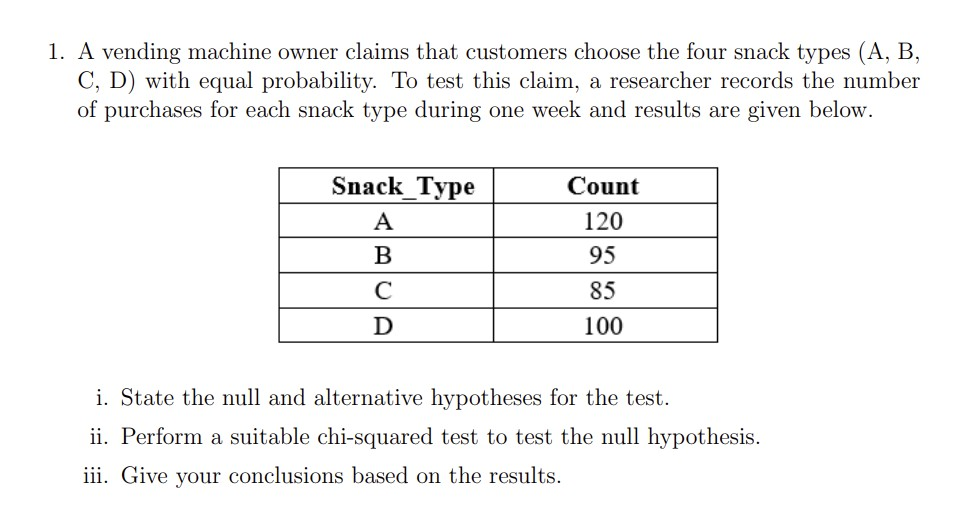 1. A vending machine owner claims that customers choose the four snack types (A, B,
C, D) with equal probability. To test this claim, a researcher records the number
of purchases for each snack type during one week and results are given below.
Snack_Type Count
A 120
B 95
C 85
D 100
i. State the null and alternative hypotheses for the test.
ii. Perform a suitable chi-squared test to test the null hypothesis.
iii. Give your conclusions based on the results.